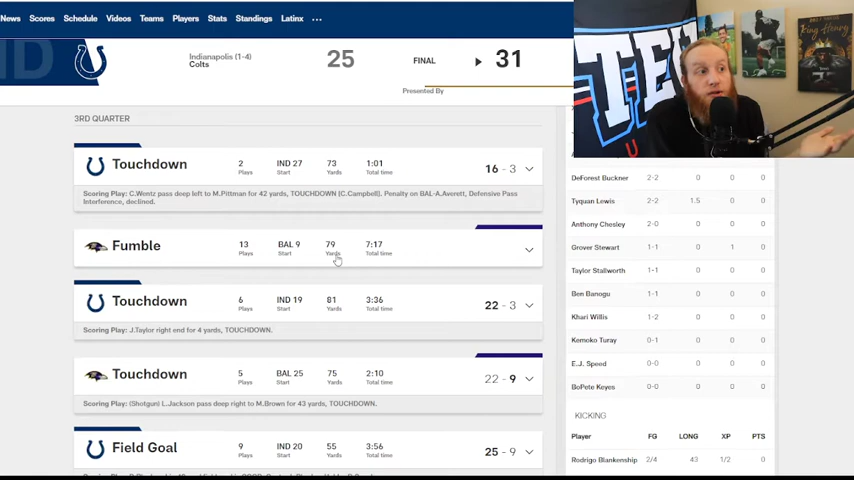 News Scores Schedule Videos Teams Players Stats Standings Latinx ...
Indianapolis (1-4)
Colts
25
FINAL
31
Presented By
3RD QUARTER
Touchdown
2
Plays
IND 27
Start
73
Yards
1:01
Total time
16 - 3
Scoring Play: C.Wentz pass deep left to M.Pittman for 42 yards, TOUCHDOWN (C.Campbell). Penalty on BAL-A.Averett, Defensive Pass
Interference, declined.
Fumble
13
Plays
BAL 9
Start
79
Yards
7:17
Total time
Touchdown
6
Plays
IND 19
Start
81
Yards
3:36
Total time
22 - 3
Scoring Play: J.Taylor right end for 4 yards, TOUCHDOWN.
Touchdown
5
Plays
BAL 25
Start
75
Yards
2:10
Total time
22 - 9
Scoring Play: (Shotgun) L.Jackson pass deep right to M.Brown for 43 yards, TOUCHDOWN.
Field Goal
9
Plays
IND 20
Start
55
Yards
3:56
Total time
25 - 9
King Henry
DeForest Buckner 2-2 0 0 0
Tyquan Lewis 2-2 1.5 0 0
Anthony Chesley 2-0 0 0 0
Grover Stewart 1-1 0 1 0
Taylor Stallworth 1-1 0 0 0
Ben Banogu 1-1 0 0 0
Khari Willis 1-2 0 0 0
Kemoko Turay 0-1 0 0 0
E.J. Speed 0-0 0 0 0
BoPete Keyes 0-0 0 0 0
KICKING
Player FG LONG XP PTS
Rodrigo Blankenship 2/4 43 1/2 0